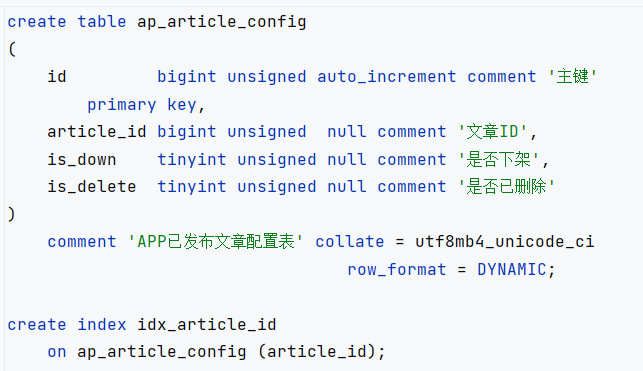 create table ap_article_config
(
    id         bigint unsigned auto_increment comment '主键'
        primary key,
    article_id bigint unsigned  null comment '文章ID',
    is_down    tinyint unsigned null comment '是否下架',
    is_delete  tinyint unsigned null comment '是否已删除'
)
    comment 'APP已发布文章配置表' collate = utf8mb4_unicode_ci
                                  row_format = DYNAMIC;

create index idx_article_id
    on ap_article_config (article_id);